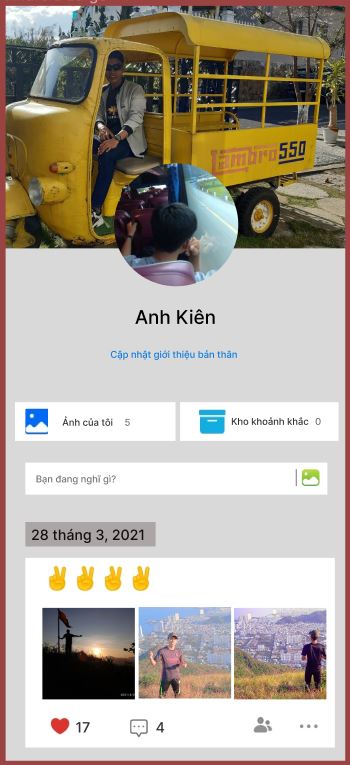 Lambro 550
Anh Kiên
Cập nhật giới thiệu bản thân
Ảnh của tôi 5
Kho khoảnh khắc 0
Bạn đang nghĩ gì?
28 tháng 3, 2021
✌✌✌✌
17
4